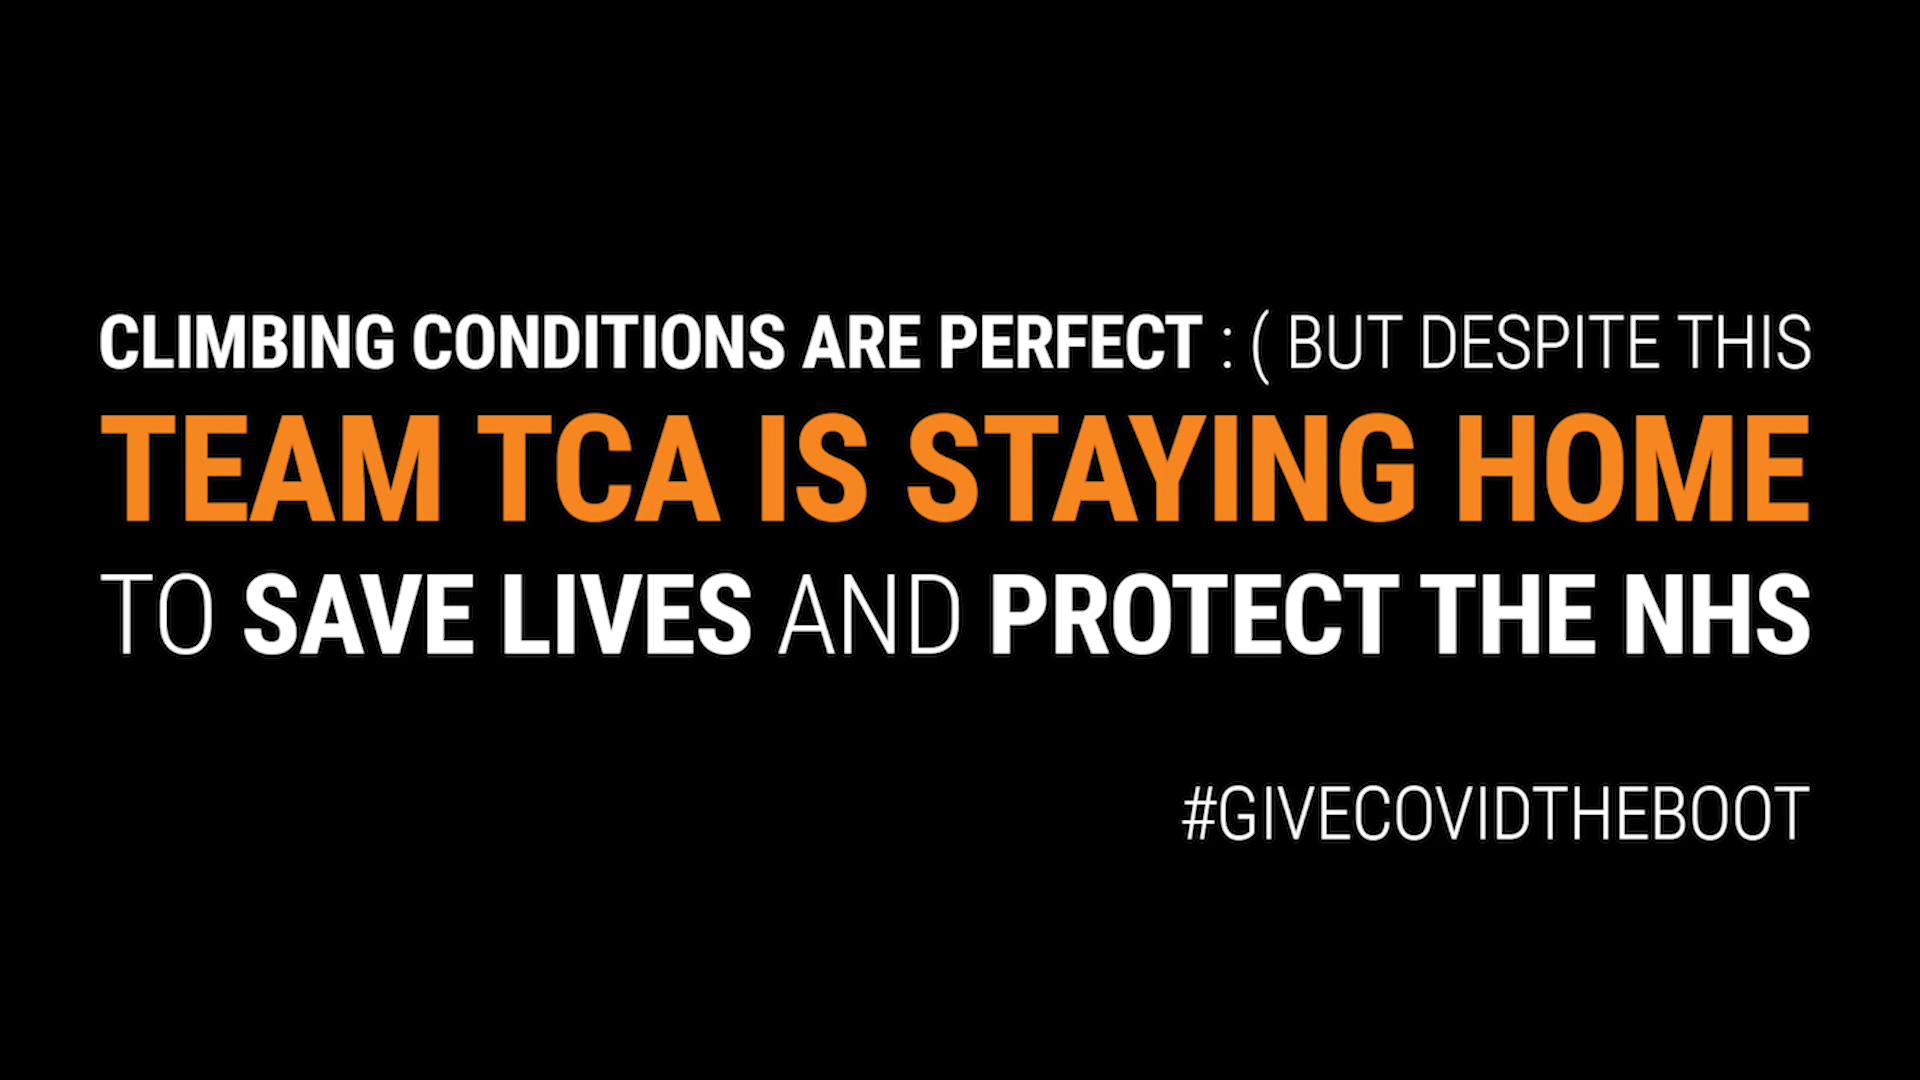 CLIMBING CONDITIONS ARE PERFECT : ( BUT DESPITE THIS
TEAM TCA IS STAYING HOME
TO SAVE LIVES AND PROTECT THE NHS
#GIVECOVIDTHEBOOT